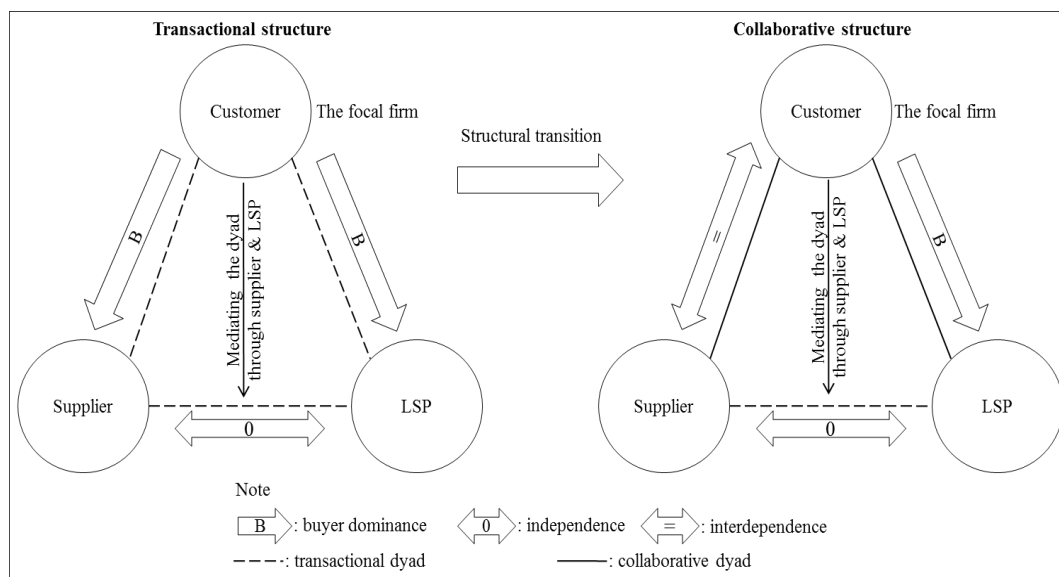 Transactional structure
Collaborative structure
Customer
The focal firm
Structural transition
Customer
The focal firm
B
Mediating the dyad
through supplier & LSP
B
=
Mediating the dyad
through supplier & LSP
B
Supplier
LSP
0
Supplier
LSP
0
Note
B : buyer dominance
0 : independence
= : interdependence
: transactional dyad
: collaborative dyad